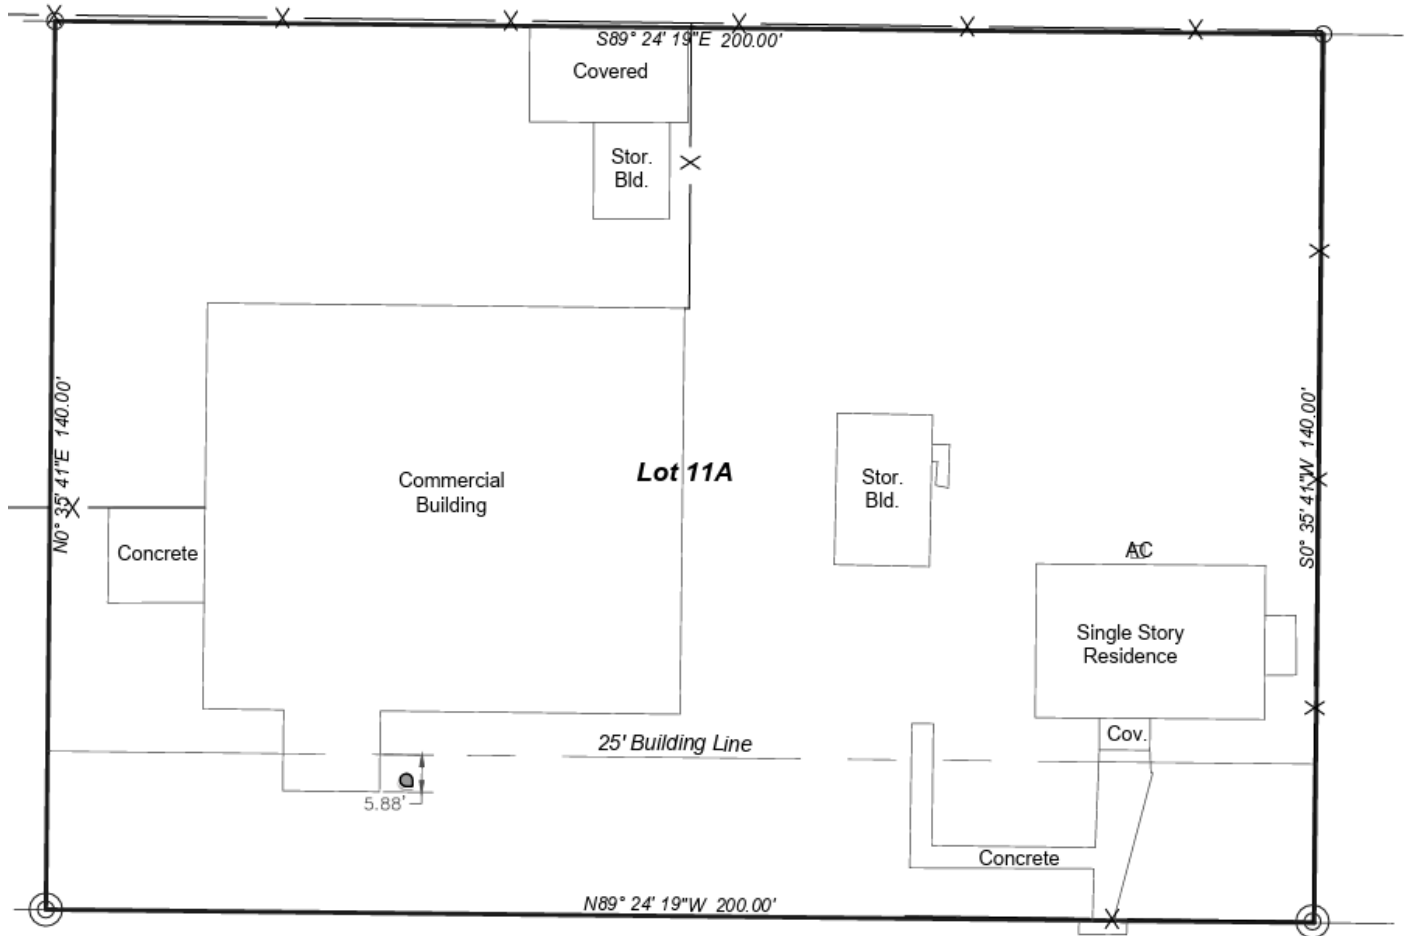 S89° 24' 19"E 200.00'
Covered
Stor.
Bld.
N0° 35' 41"E 140.00'
Commercial
Building
Lot 11A
Stor.
Bld.
S0° 35' 41"W 140.00'
Concrete
AC
Single Story
Residence
Cov.
25' Building Line
5.88'
Concrete
N89° 24' 19"W 200.00'